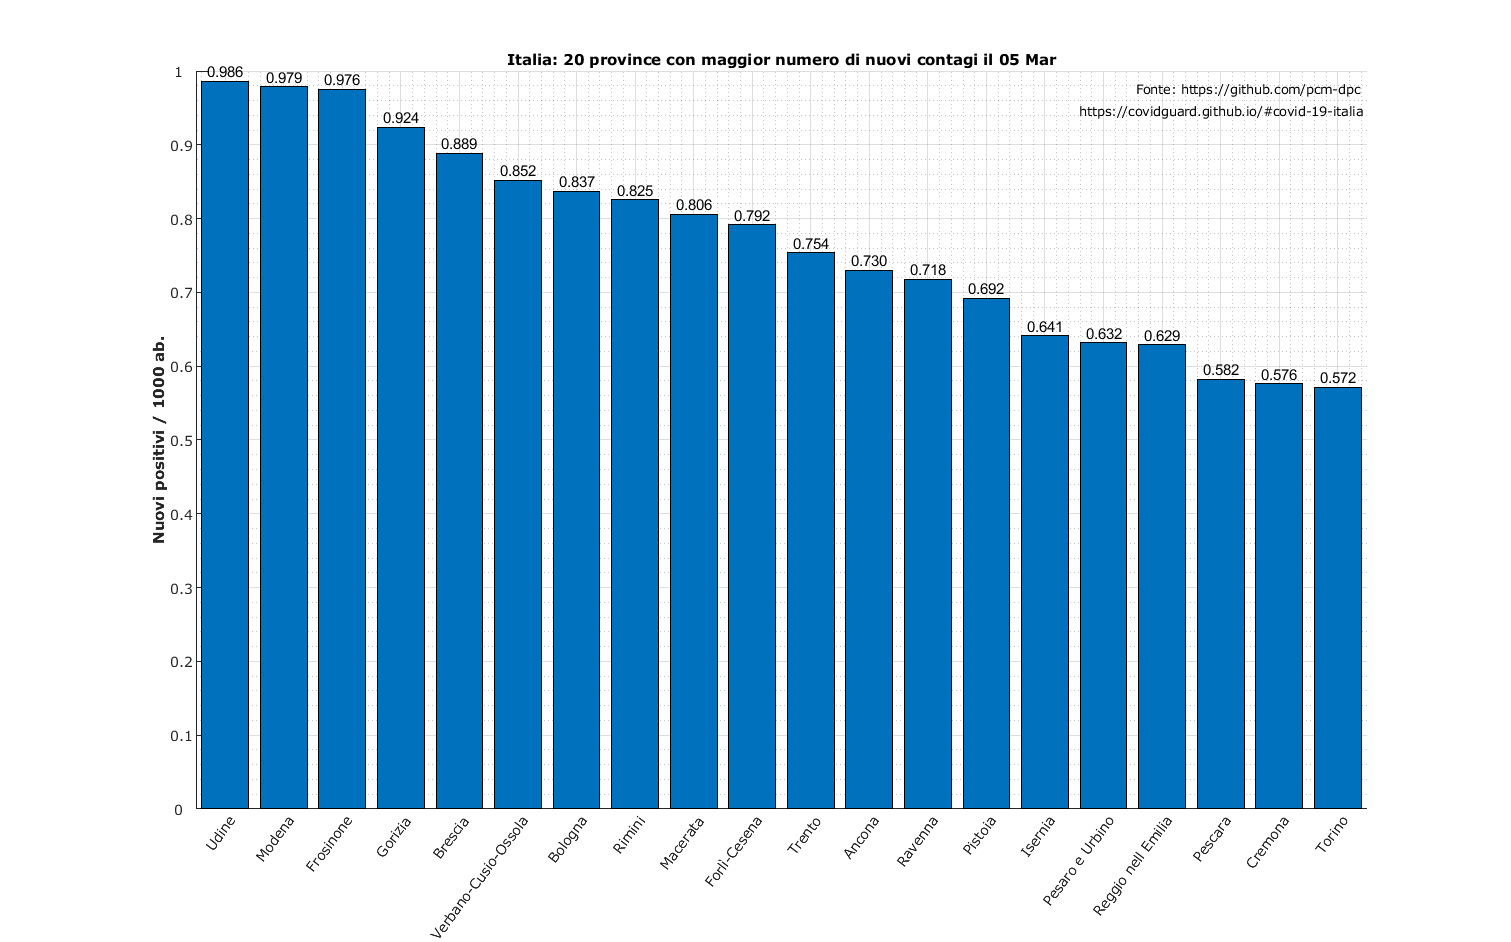 Italia: 20 province con maggior numero di nuovi contagi il 05 Mar
Fonte: https://github.com/pcm-dpc
https://covidguard.github.io/#covid-19-italia
Nuovi positivi / 1000 ab.
1
0.9
0.8
0.7
0.6
0.5
0.4
0.3
0.2
0.1
0
0.986
0.979
0.976
0.924
0.889
0.852
0.837
0.825
0.806
0.792
0.754
0.730
0.718
0.692
0.641
0.632
0.629
0.582
0.576
0.572
Udine
Modena
Frosinone
Gorizia
Brescia
Verbano-Cusio-Ossola
Bologna
Rimini
Macerata
Forlì-Cesena
Trento
Ancona
Ravenna
Pistoia
Isernia
Pesaro e Urbino
Reggio nell Emilia
Pescara
Cremona
Torino